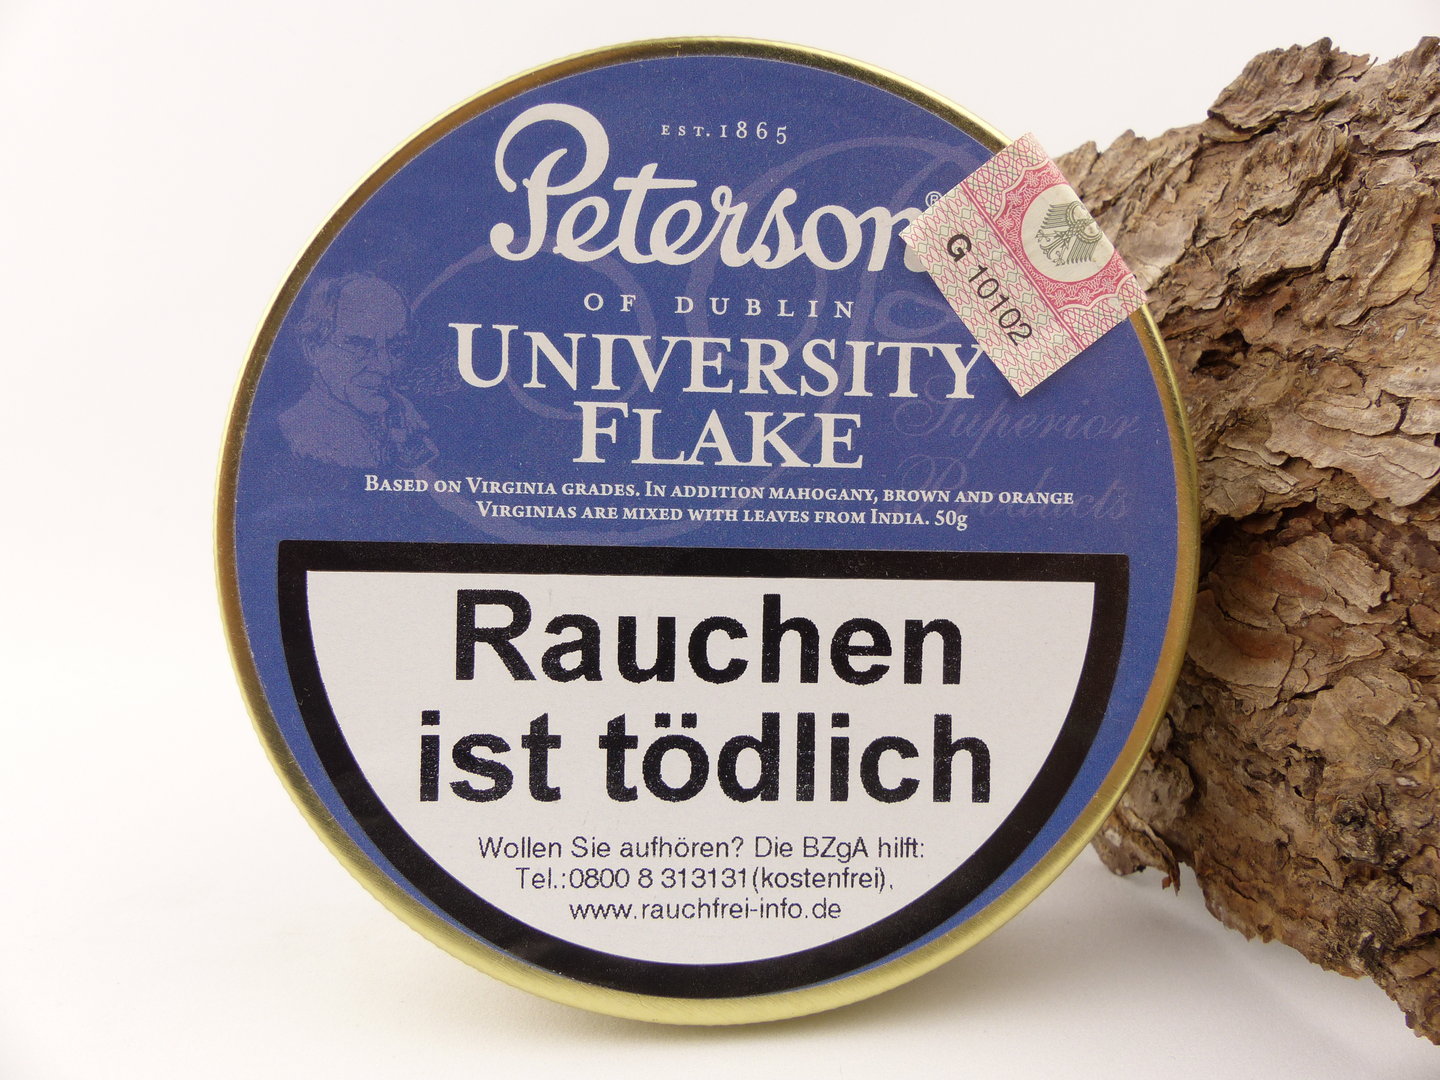 EST. 1865
Peterson®
OF DUBLIN
UNIVERSITY
FLAKE
Superior
Products
BASED ON VIRGINIA GRADES. IN ADDITION MAHOGANY, BROWN AND ORANGE
VIRGINIAS ARE MIXED WITH LEAVES FROM INDIA. 50g
G 10102
Rauchen
ist tödlich
Wollen Sie aufhören? Die BZgA hilft:
Tel.:0800 8 313131(kostenfrei),
www.rauchfrei-info.de